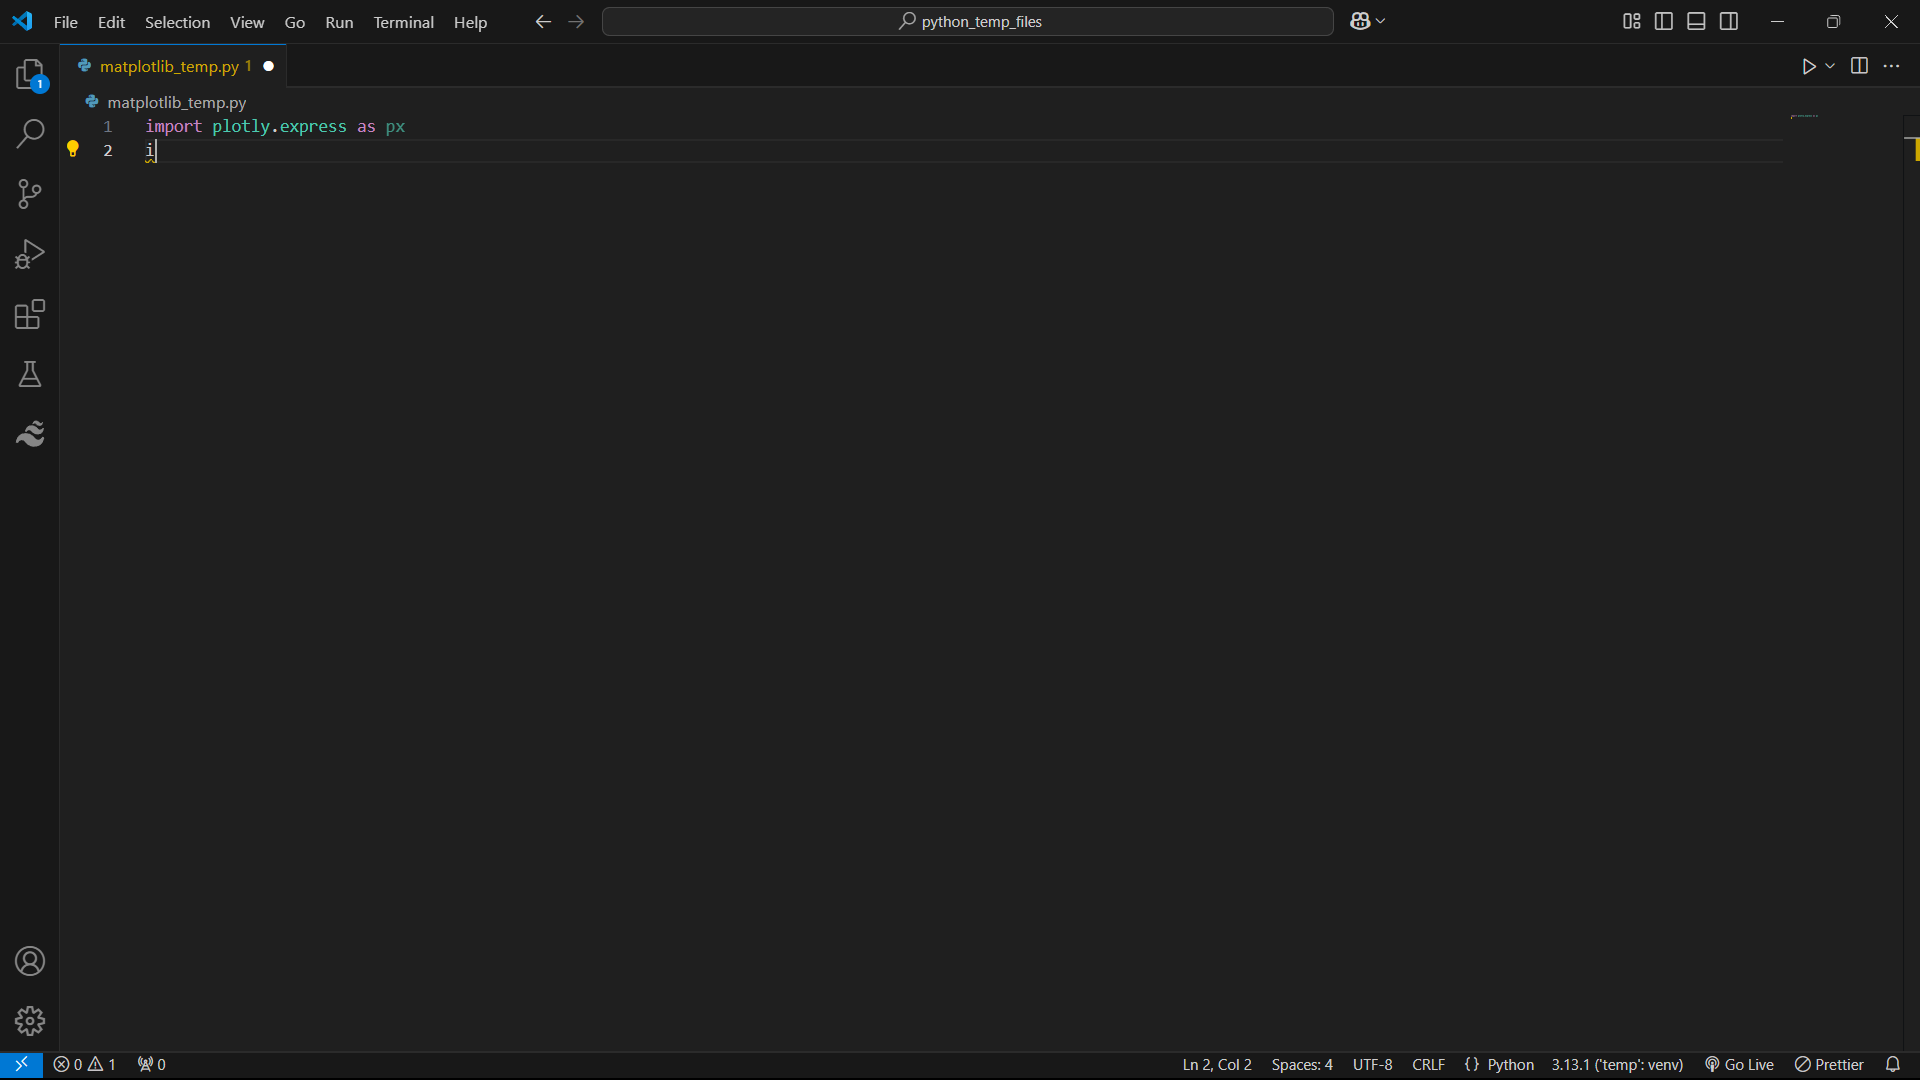 File Edit Selection View Go Run Terminal Help python_temp_files
matplotlib_temp.py 1
1
matplotlib_temp.py
1 import plotly.express as px
2 i
0 1 0 Ln 2, Col 2 Spaces: 4 UTF-8 CRLF {} Python 3.13.1 ('temp': venv) Go Live Prettier